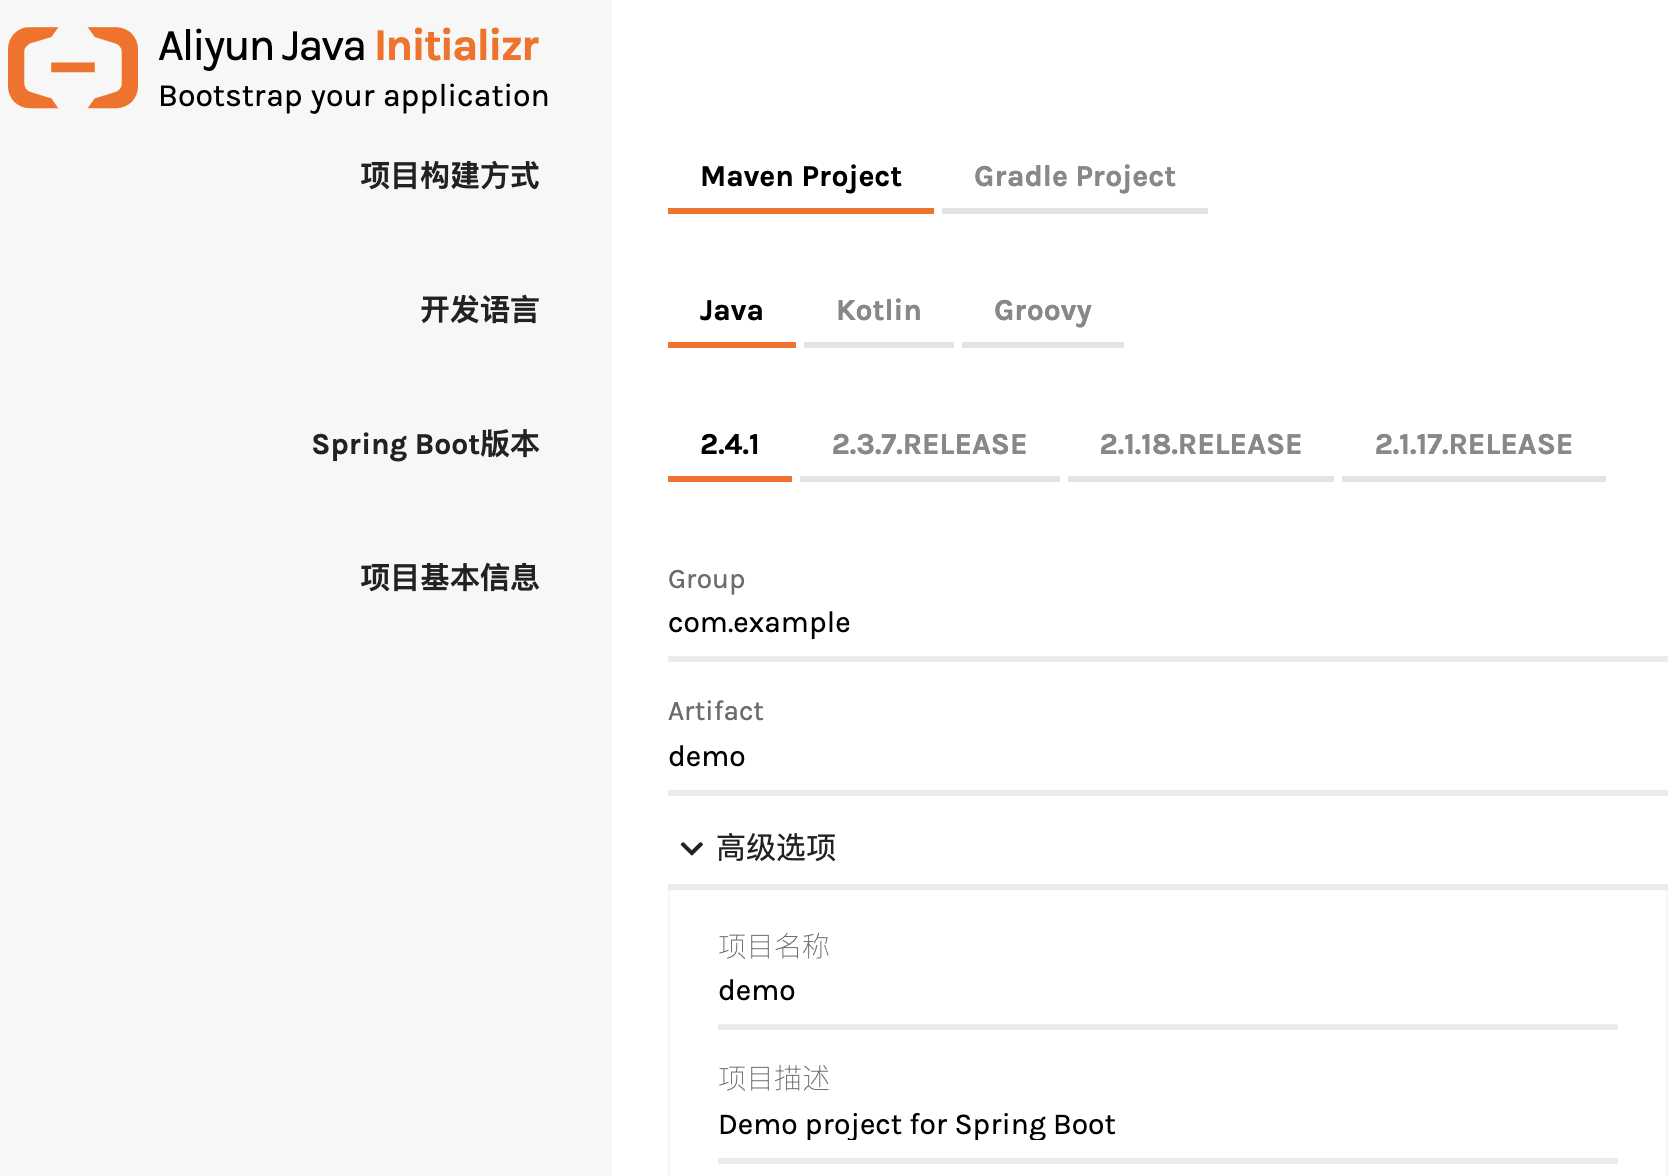 Aliyun Java Initializr
Bootstrap your application
项目构建方式
Maven Project Gradle Project
开发语言
Java Kotlin Groovy
Spring Boot版本
2.4.1 2.3.7.RELEASE 2.1.18.RELEASE 2.1.17.RELEASE
项目基本信息
Group
com.example
Artifact
demo
高级选项
项目名称
demo
项目描述
Demo project for Spring Boot